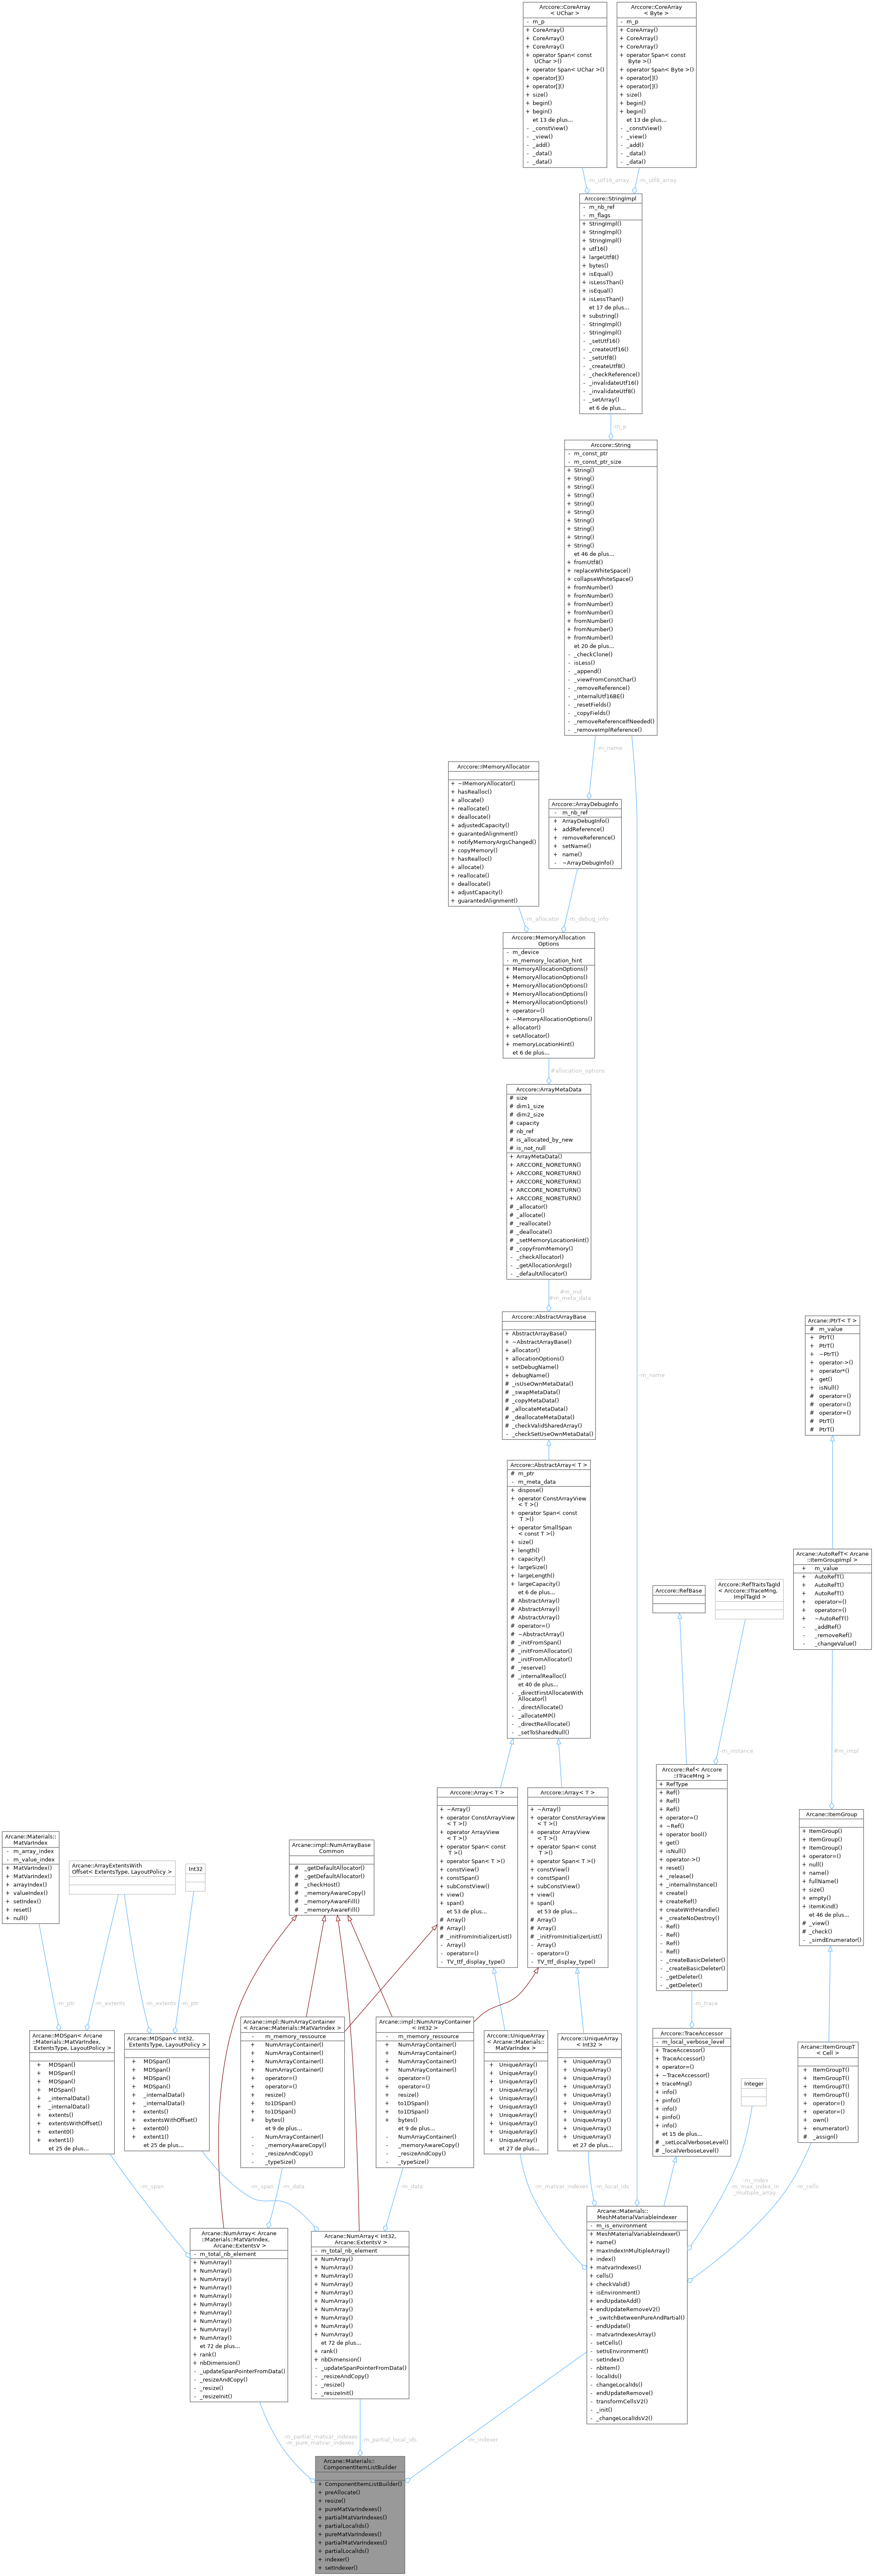 Arccore::CoreArray
< UChar >
- m_p
+ CoreArray()
+ CoreArray()
+ CoreArray()
+ operator Span< const
UChar >()
+ operator Span< UChar >()
+ operator[]()
+ operator[]()
+ size()
+ begin()
+ begin()
et 13 de plus...
- _constView()
- _view()
- _add()
- _data()
- _data()
Arccore::CoreArray
< Byte >
- m_p
+ CoreArray()
+ CoreArray()
+ CoreArray()
+ operator Span< const
Byte >()
+ operator Span< Byte >()
+ operator[]()
+ operator[]()
+ size()
+ begin()
+ begin()
et 13 de plus...
- _constView()
- _view()
- _add()
- _data()
- _data()
-m_utf16_array
-m_utf8_array
Arccore::StringImpl
- m_nb_ref
- m_flags
+ StringImpl()
+ StringImpl()
+ StringImpl()
+ utf16()
+ largeUtf8()
+ bytes()
+ isEqual()
+ isLessThan()
+ isEqual()
+ isLessThan()
et 17 de plus...
+ substring()
- StringImpl()
- StringImpl()
- _setUtf16()
- _createUtf16()
- _setUtf8()
- _createUtf8()
- _checkReference()
- _invalidateUtf16()
- _invalidateUtf8()
- _setArray()
et 6 de plus...
-m_p
Arccore::String
- m_const_ptr
- m_const_ptr_size
+ String()
+ String()
+ String()
+ String()
+ String()
+ String()
+ String()
+ String()
+ String()
+ String()
et 46 de plus...
+ fromUtf8()
+ replaceWhiteSpace()
+ collapseWhiteSpace()
+ fromNumber()
+ fromNumber()
+ fromNumber()
+ fromNumber()
+ fromNumber()
+ fromNumber()
+ fromNumber()
et 20 de plus...
- _checkClone()
- isLess()
- _append()
- _viewFromConstChar()
- _removeReference()
- _internalUtf16BE()
- _resetFields()
- _copyFields()
- _removeReferenceIfNeeded()
- _removeImplReference()
-m_name
Arccore::IMemoryAllocator
+ ~IMemoryAllocator()
+ hasRealloc()
+ allocate()
+ reallocate()
+ deallocate()
+ adjustedCapacity()
+ guarantedAlignment()
+ notifyMemoryArgsChanged()
+ copyMemory()
+ hasRealloc()
+ allocate()
+ reallocate()
+ deallocate()
+ adjustCapacity()
+ guarantedAlignment()
Arccore::ArrayDebugInfo
- m_nb_ref
+ ArrayDebugInfo()
+ addReference()
+ removeReference()
+ setName()
+ name()
- ~ArrayDebugInfo()
-m_allocator
-m_debug_info
Arccore::MemoryAllocation
Options
- m_device
- m_memory_location_hint
+ MemoryAllocationOptions()
+ MemoryAllocationOptions()
+ MemoryAllocationOptions()
+ MemoryAllocationOptions()
+ MemoryAllocationOptions()
+ operator=()
+ ~MemoryAllocationOptions()
+ allocator()
+ setAllocator()
+ memoryLocationHint()
et 6 de plus...
#allocation_options
Arccore::ArrayMetaData
# size
# dim1_size
# dim2_size
# capacity
# nb_ref
# is_allocated_by_new
# is_not_null
+ ArrayMetaData()
+ ARCCORE_NORETURN()
+ ARCCORE_NORETURN()
+ ARCCORE_NORETURN()
+ ARCCORE_NORETURN()
+ ARCCORE_NORETURN()
# _allocator()
# _allocate()
# _reallocate()
# _deallocate()
# _setMemoryLocationHint()
# _copyFromMemory()
- _checkAllocator()
- _getAllocationArgs()
- _defaultAllocator()
#m_md
#m_meta_data
Arccore::AbstractArrayBase
+ AbstractArrayBase()
+ ~AbstractArrayBase()
+ allocator()
+ allocationOptions()
+ setDebugName()
+ debugName()
# _isUseOwnMetaData()
# _swapMetaData()
# _copyMetaData()
# _allocateMetaData()
# _deallocateMetaData()
# _checkValidSharedArray()
- _checkSetUseOwnMetaData()
-m_name
Arcane::PtrT< T >
# m_value
+ PtrT()
+ PtrT()
+ ~PtrT()
+ operator->()
+ operator*()
+ get()
+ isNull()
# operator=()
# operator=()
# operator=()
# PtrT()
# PtrT()
Arccore::AbstractArray< T >
# m_ptr
- m_meta_data
+ dispose()
+ operator ConstArrayView
< T >()
+ operator Span< const
T >()
+ operator SmallSpan
< const T >()
+ size()
+ length()
+ capacity()
+ largeSize()
+ largeLength()
+ largeCapacity()
et 6 de plus...
# AbstractArray()
# AbstractArray()
# AbstractArray()
# operator=()
# ~AbstractArray()
# _initFromSpan()
# _initFromAllocator()
# _initFromAllocator()
# _reserve()
# _internalRealloc()
et 40 de plus...
- _directFirstAllocateWith
Allocator()
- _directAllocate()
- _allocateMP()
- _directReAllocate()
- _setToSharedNull()
Arccore::RefBase
Arccore::RefTraitsTagId
< Arccore::ITraceMng,
ImplTagId >
Arcane::AutoRefT< Arcane
::ItemGroupImpl >
+ m_value
+ AutoRefT()
+ AutoRefT()
+ AutoRefT()
+ operator=()
+ operator=()
+ ~AutoRefT()
- _addRef()
- _removeRef()
- _changeValue()
-m_instance
#m_impl
Arccore::Ref< Arccore
::ITraceMng >
+ RefType
+ Ref()
+ Ref()
+ Ref()
+ operator=()
+ ~Ref()
+ operator bool()
+ get()
+ isNull()
+ operator->()
+ reset()
+ _release()
+ _internalInstance()
+ create()
+ createRef()
+ createWithHandle()
+ _createNoDestroy()
- Ref()
- Ref()
- Ref()
- Ref()
- _createBasicDeleter()
- _createBasicDeleter()
- _getDeleter()
- _getDeleter()
Arcane::ItemGroup
+ ItemGroup()
+ ItemGroup()
+ ItemGroup()
+ operator=()
+ null()
+ name()
+ fullName()
+ size()
+ empty()
+ itemKind()
et 46 de plus...
# _view()
# _check()
- _simdEnumerator()
Arccore::Array< T >
+ ~Array()
+ operator ConstArrayView
< T >()
+ operator ArrayView
< T >()
+ operator Span< const
T >()
+ operator Span< T >()
+ constView()
+ constSpan()
+ subConstView()
+ view()
+ span()
et 53 de plus...
# Array()
# Array()
# _initFromInitializerList()
- Array()
- operator=()
- TV_ttf_display_type()
Arccore::Array< T >
+ ~Array()
+ operator ConstArrayView
< T >()
+ operator ArrayView
< T >()
+ operator Span< const
T >()
+ operator Span< T >()
+ constView()
+ constSpan()
+ subConstView()
+ view()
+ span()
et 53 de plus...
# Array()
# Array()
# _initFromInitializerList()
- Array()
- operator=()
- TV_ttf_display_type()
Arcane::Materials::
MatVarIndex
- m_array_index
- m_value_index
+ MatVarIndex()
+ MatVarIndex()
+ arrayIndex()
+ valueIndex()
+ setIndex()
+ reset()
+ null()
Arcane::ArrayExtentsWith
Offset< ExtentsType, LayoutPolicy >
Int32
Arcane::impl::NumArrayBase
Common
# _getDefaultAllocator()
# _getDefaultAllocator()
# _checkHost()
# _memoryAwareCopy()
# _memoryAwareFill()
# _memoryAwareFill()
-m_ptr
-m_extents
-m_extents
-m_ptr
-m_trace
Arcane::MDSpan< Arcane
::Materials::MatVarIndex,
ExtentsType, LayoutPolicy >
+ MDSpan()
+ MDSpan()
+ MDSpan()
+ MDSpan()
+ _internalData()
+ _internalData()
+ extents()
+ extentsWithOffset()
+ extent0()
+ extent1()
et 25 de plus...
Arcane::MDSpan< Int32,
ExtentsType, LayoutPolicy >
+ MDSpan()
+ MDSpan()
+ MDSpan()
+ MDSpan()
+ _internalData()
+ _internalData()
+ extents()
+ extentsWithOffset()
+ extent0()
+ extent1()
et 25 de plus...
Arcane::impl::NumArrayContainer
< Arcane::Materials::MatVarIndex >
- m_memory_ressource
+ NumArrayContainer()
+ NumArrayContainer()
+ NumArrayContainer()
+ NumArrayContainer()
+ operator=()
+ operator=()
+ resize()
+ to1DSpan()
+ to1DSpan()
+ bytes()
et 9 de plus...
- NumArrayContainer()
- _memoryAwareCopy()
- _resizeAndCopy()
- _typeSize()
Arcane::impl::NumArrayContainer
< Int32 >
- m_memory_ressource
+ NumArrayContainer()
+ NumArrayContainer()
+ NumArrayContainer()
+ NumArrayContainer()
+ operator=()
+ operator=()
+ resize()
+ to1DSpan()
+ to1DSpan()
+ bytes()
et 9 de plus...
- NumArrayContainer()
- _memoryAwareCopy()
- _resizeAndCopy()
- _typeSize()
Arccore::UniqueArray
< Arcane::Materials::
MatVarIndex >
+ UniqueArray()
+ UniqueArray()
+ UniqueArray()
+ UniqueArray()
+ UniqueArray()
+ UniqueArray()
+ UniqueArray()
+ UniqueArray()
+ UniqueArray()
+ UniqueArray()
et 27 de plus...
Arccore::UniqueArray
< Int32 >
+ UniqueArray()
+ UniqueArray()
+ UniqueArray()
+ UniqueArray()
+ UniqueArray()
+ UniqueArray()
+ UniqueArray()
+ UniqueArray()
+ UniqueArray()
+ UniqueArray()
et 27 de plus...
Arccore::TraceAccessor
- m_local_verbose_level
+ TraceAccessor()
+ TraceAccessor()
+ operator=()
+ ~TraceAccessor()
+ traceMng()
+ info()
+ pinfo()
+ info()
+ pinfo()
+ info()
et 15 de plus...
# _setLocalVerboseLevel()
# _localVerboseLevel()
Integer
Arcane::ItemGroupT
< Cell >
+ ItemGroupT()
+ ItemGroupT()
+ ItemGroupT()
+ ItemGroupT()
+ operator=()
+ operator=()
+ own()
+ enumerator()
# _assign()
-m_span
-m_span
-m_data
-m_data
-m_matvar_indexes
-m_local_ids
-m_index
-m_max_index_in
_multiple_array
-m_cells
Arcane::NumArray< Arcane
::Materials::MatVarIndex,
Arcane::ExtentsV >
- m_total_nb_element
+ NumArray()
+ NumArray()
+ NumArray()
+ NumArray()
+ NumArray()
+ NumArray()
+ NumArray()
+ NumArray()
+ NumArray()
+ NumArray()
et 72 de plus...
+ rank()
+ nbDimension()
- _updateSpanPointerFromData()
- _resizeAndCopy()
- _resize()
- _resizeInit()
Arcane::NumArray< Int32,
Arcane::ExtentsV >
- m_total_nb_element
+ NumArray()
+ NumArray()
+ NumArray()
+ NumArray()
+ NumArray()
+ NumArray()
+ NumArray()
+ NumArray()
+ NumArray()
+ NumArray()
et 72 de plus...
+ rank()
+ nbDimension()
- _updateSpanPointerFromData()
- _resizeAndCopy()
- _resize()
- _resizeInit()
Arcane::Materials::
MeshMaterialVariableIndexer
- m_is_environment
+ MeshMaterialVariableIndexer()
+ name()
+ maxIndexInMultipleArray()
+ index()
+ matvarIndexes()
+ cells()
+ checkValid()
+ isEnvironment()
+ endUpdateAdd()
+ endUpdateRemoveV2()
+ _switchBetweenPureAndPartial()
- endUpdate()
- matvarIndexesArray()
- setCells()
- setIsEnvironment()
- setIndex()
- nbItem()
- localIds()
- changeLocalIds()
- endUpdateRemove()
- transformCellsV2()
- _init()
- _changeLocalIdsV2()
-m_partial_matvar_indexes
-m_pure_matvar_indexes
-m_partial_local_ids
-m_indexer
Arcane::Materials::
ComponentItemListBuilder
+ ComponentItemListBuilder()
+ preAllocate()
+ resize()
+ pureMatVarIndexes()
+ partialMatVarIndexes()
+ partialLocalIds()
+ pureMatVarIndexes()
+ partialMatVarIndexes()
+ partialLocalIds()
+ indexer()
+ setIndexer()